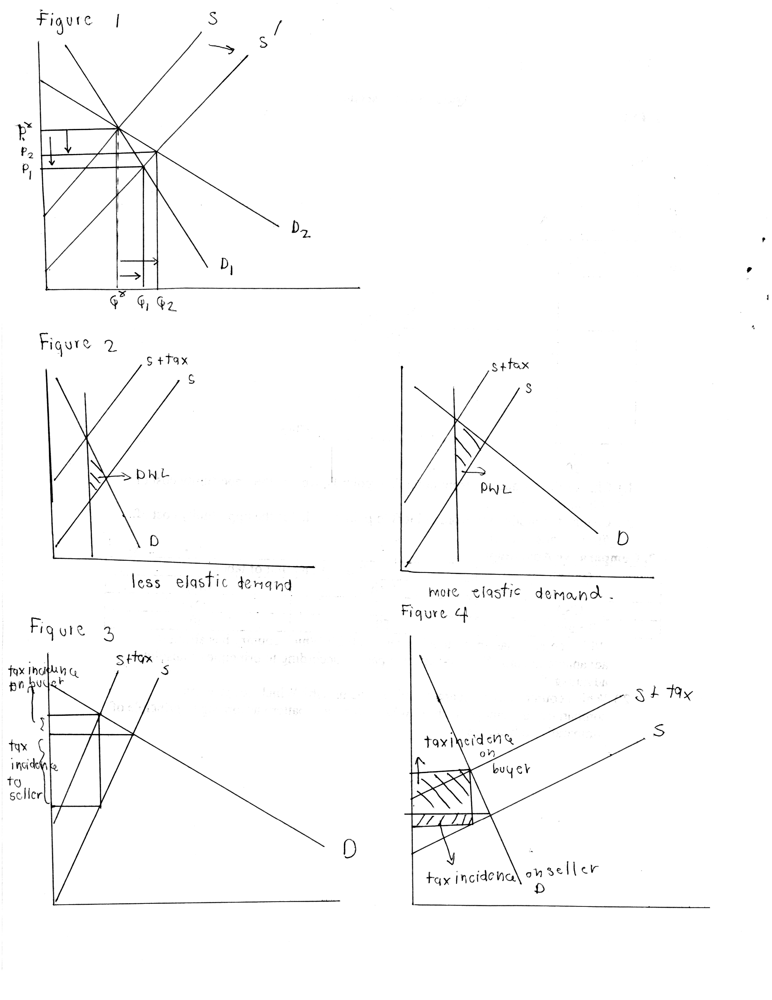 Figure 1
S
S'
P*
P2
P1
D2
D1
Q* Q1 Q2
Figure 2
S+tax
S
DWL
D
less elastic demand
S+tax
S
DWL
D
more elastic demand.
Figure 3
S+tax
S
tax incidence
on buyer
tax
incidence
to
seller
D
Figure 4
S+ tax
S
tax incidence
on
buyer
tax incidence on seller
D